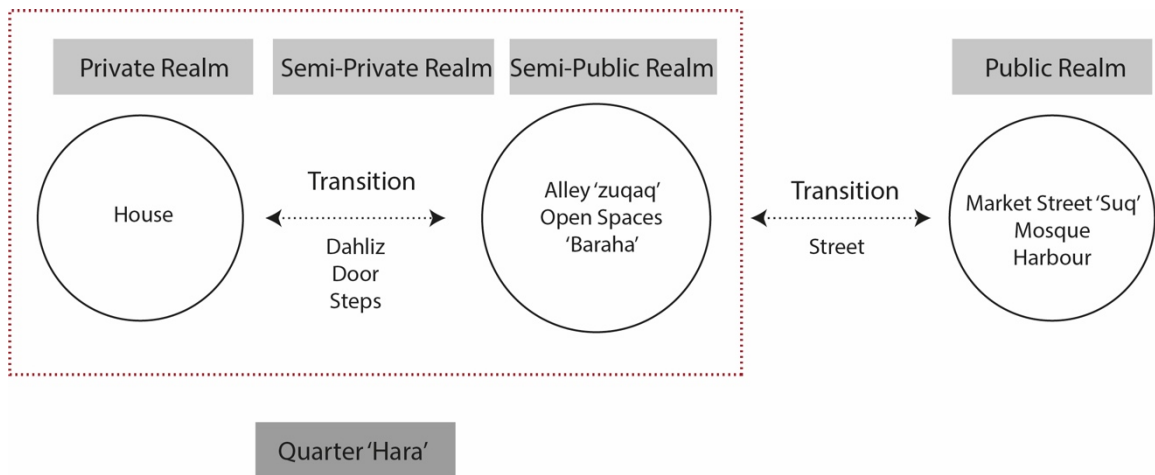 Private Realm
Semi-Private Realm
Semi-Public Realm
Public Realm
House
Transition
Dahliz
Door
Steps
Alley ‘zuqaq’
Open Spaces
‘Baraha’
Transition
Street
Market Street ‘Suq’
Mosque
Harbour
Quarter ‘Hara’